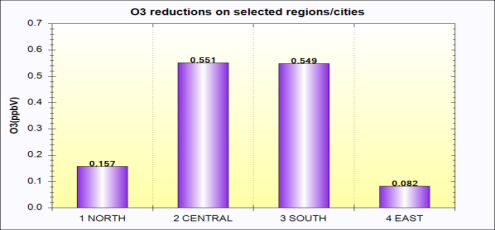 O3 reductions on selected regions/cities
0.7
0.6
0.5
0.4
0.3
0.2
0.1
0.0
O3(ppbV)
0.157
0.551
0.549
0.082
1 NORTH
2 CENTRAL
3 SOUTH
4 EAST